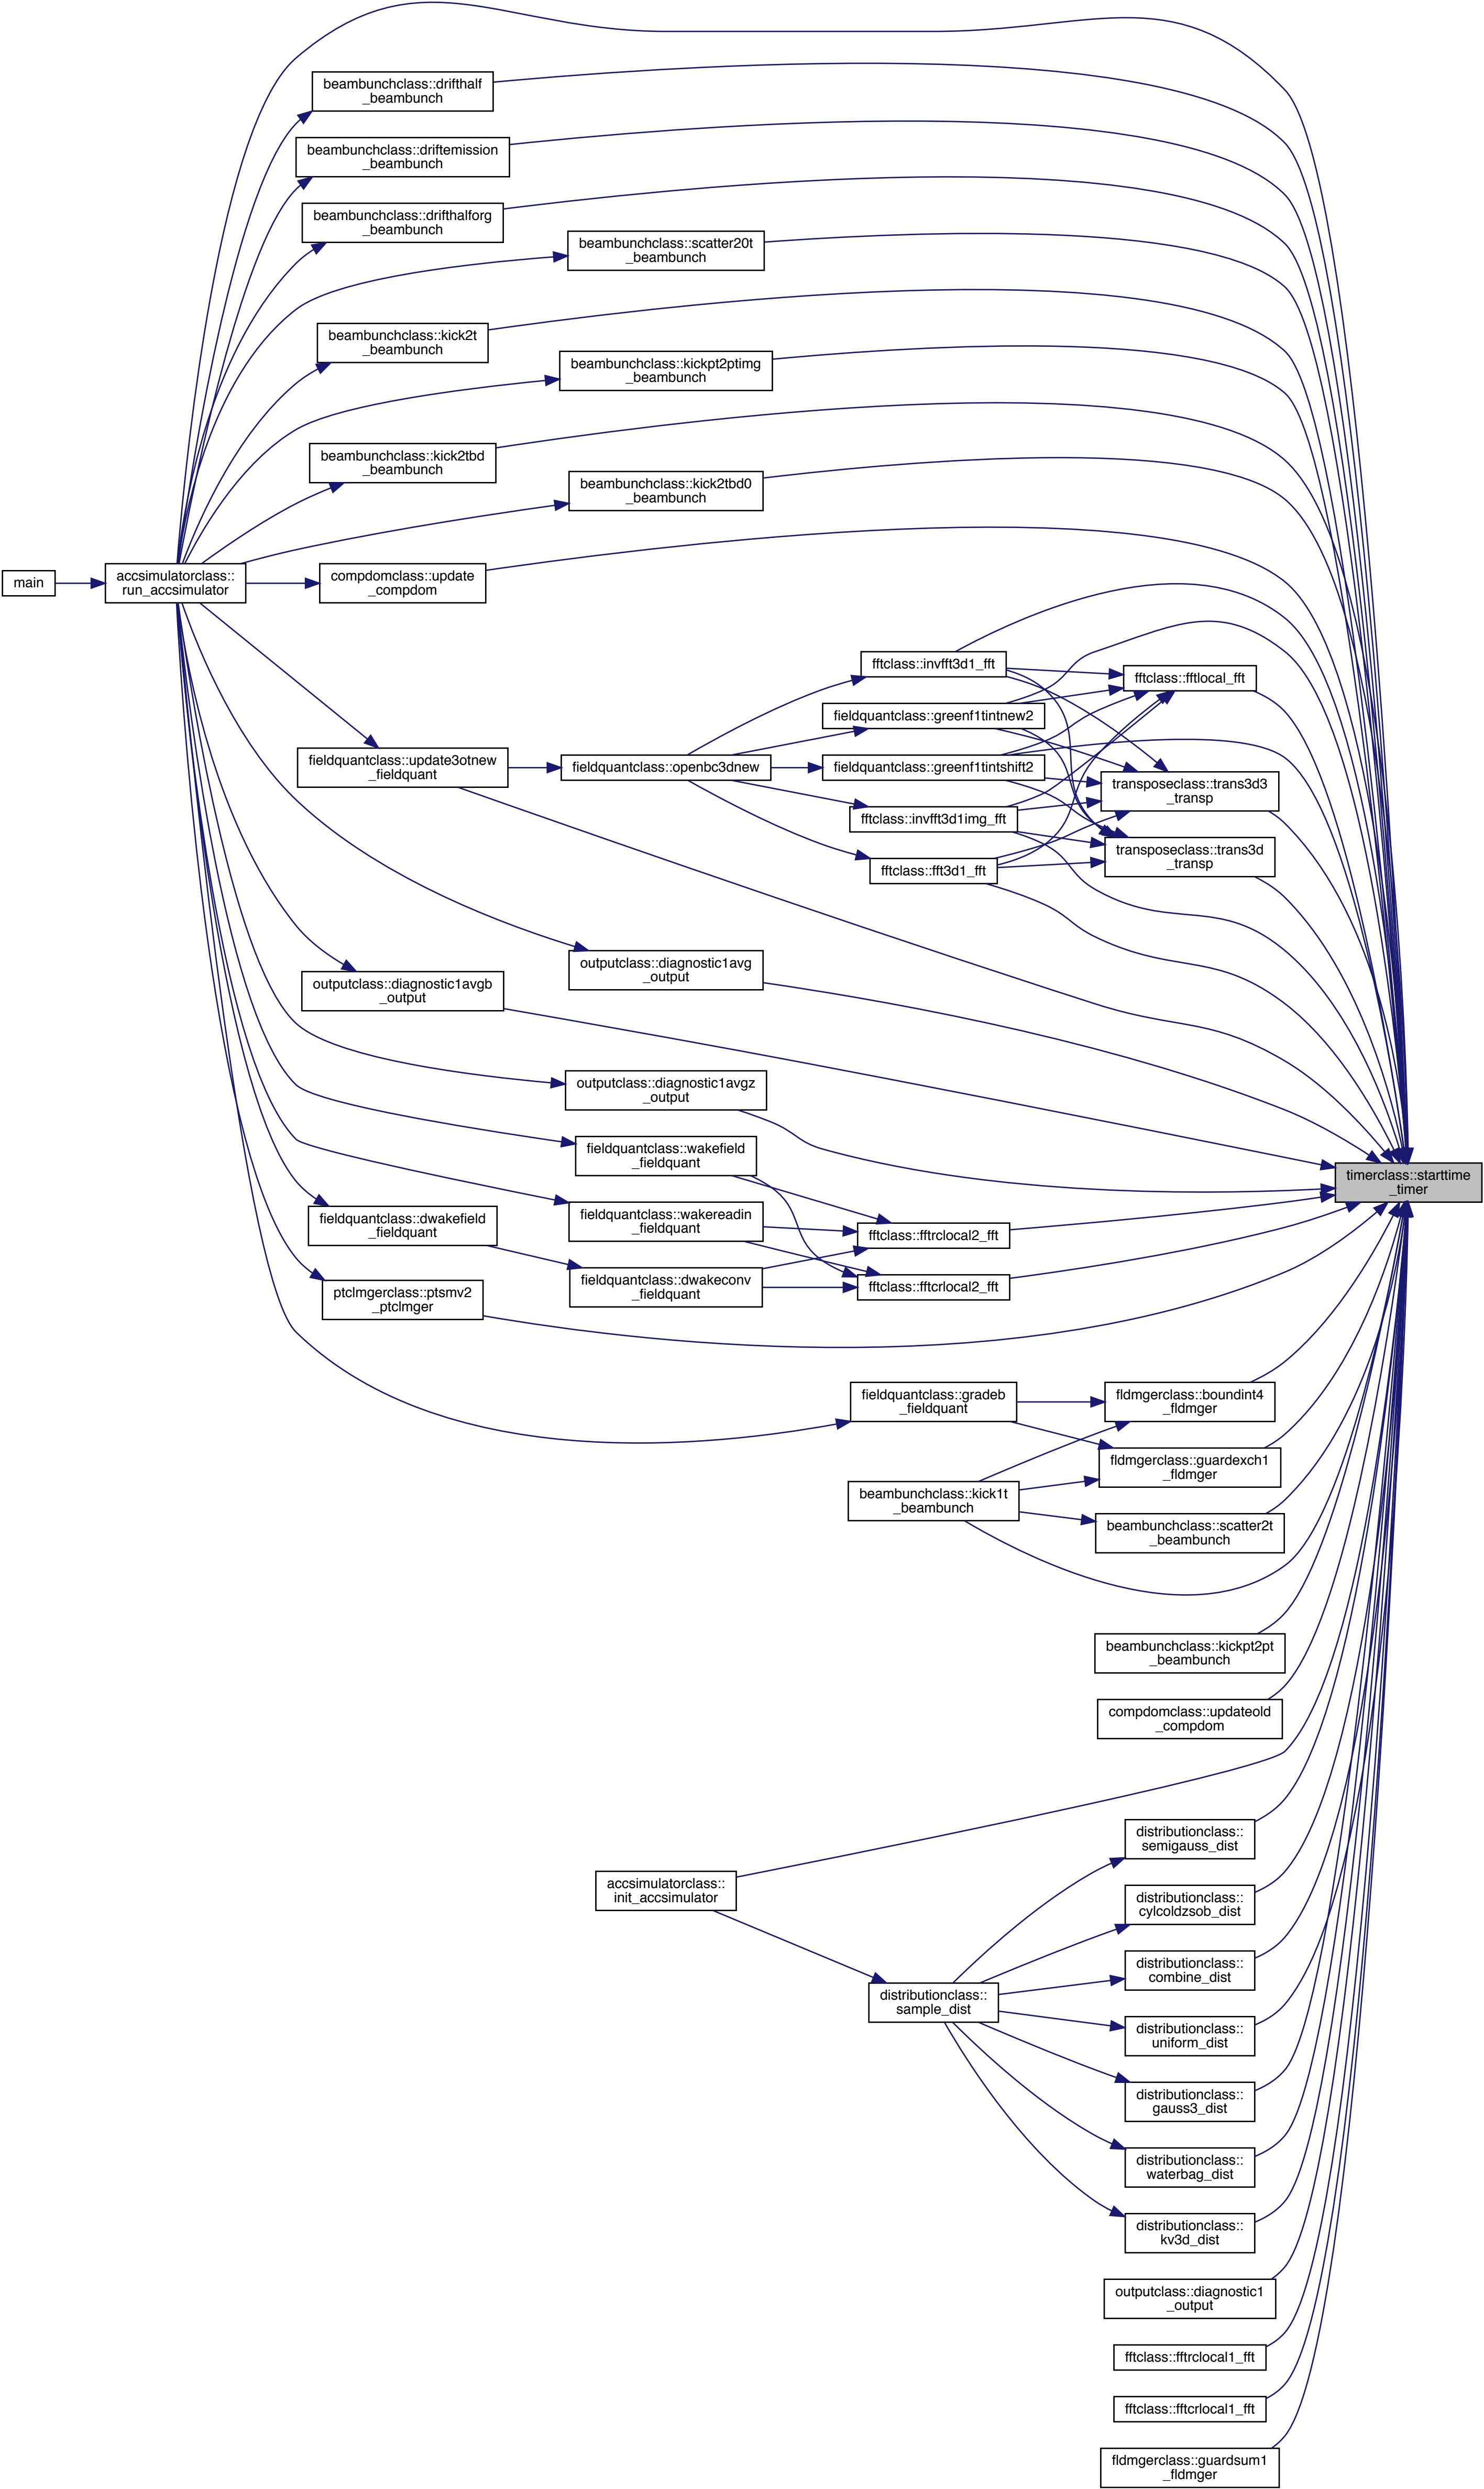 beambunchclass::drifthalf
_beambunch
beambunchclass::driftemission
_beambunch
beambunchclass::drifthalforg
_beambunch
beambunchclass::scatter20t
_beambunch
beambunchclass::kick2t
_beambunch
beambunchclass::kickpt2ptimg
_beambunch
beambunchclass::kick2tbd
_beambunch
beambunchclass::kick2tbd0
_beambunch
main
accsimulatorclass::
run_accsimulator
compdomclass::update
_compdom
fftclass::invfft3d1_fft
fftclass::fftlocal_fft
fieldquantclass::greenf1tintnew2
fieldquantclass::update3otnew
_fieldquant
fieldquantclass::openbc3dnew
fieldquantclass::greenf1tintshift2
transposeclass::trans3d3
_transp
fftclass::invfft3d1img_fft
transposeclass::trans3d
_transp
fftclass::fft3d1_fft
outputclass::diagnostic1avg
_output
outputclass::diagnostic1avgb
_output
outputclass::diagnostic1avgz
_output
fieldquantclass::wakefield
_fieldquant
timerclass::starttime
_timer
fieldquantclass::dwakefield
_fieldquant
fieldquantclass::wakereadin
_fieldquant
fftclass::fftrclocal2_fft
ptclmgerclass::ptsmv2
_ptclmger
fieldquantclass::dwakeconv
_fieldquant
fftclass::fftcrlocal2_fft
fieldquantclass::gradeb
_fieldquant
fldmgerclass::boundint4
_fldmger
fldmgerclass::guardexch1
_fldmger
beambunchclass::kick1t
_beambunch
beambunchclass::scatter2t
_beambunch
beambunchclass::kickpt2pt
_beambunch
compdomclass::updateold
_compdom
distributionclass::
semigauss_dist
accsimulatorclass::
init_accsimulator
distributionclass::
cylcoldzsob_dist
distributionclass::
combine_dist
distributionclass::
sample_dist
distributionclass::
uniform_dist
distributionclass::
gauss3_dist
distributionclass::
waterbag_dist
distributionclass::
kv3d_dist
outputclass::diagnostic1
_output
fftclass::fftrclocal1_fft
fftclass::fftcrlocal1_fft
fldmgerclass::guardsum1
_fldmger